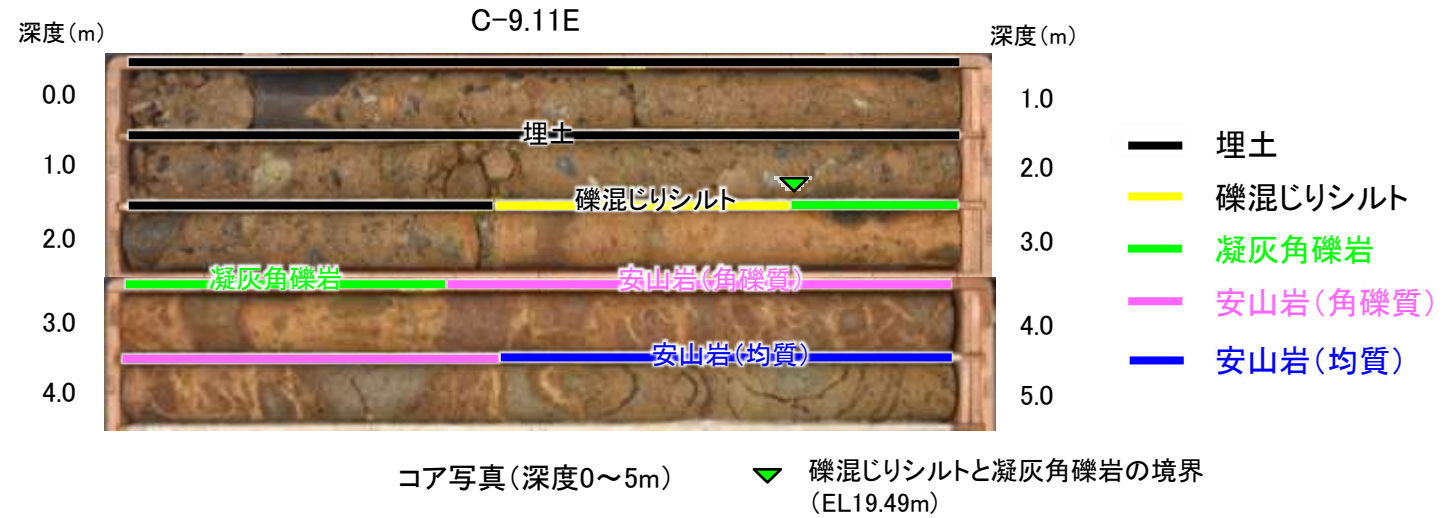 C-9.11E
深度(m)
深度(m)
0.0
1.0
埋土
1.0
2.0
礫混じりシルト
2.0
3.0
凝灰角礫岩
安山岩(角礫質)
3.0
4.0
安山岩(均質)
4.0
5.0
埋土
礫混じりシルト
凝灰角礫岩
安山岩(角礫質)
安山岩(均質)
コア写真(深度0~5m)
礫混じりシルトと凝灰角礫岩の境界
(EL19.49m)